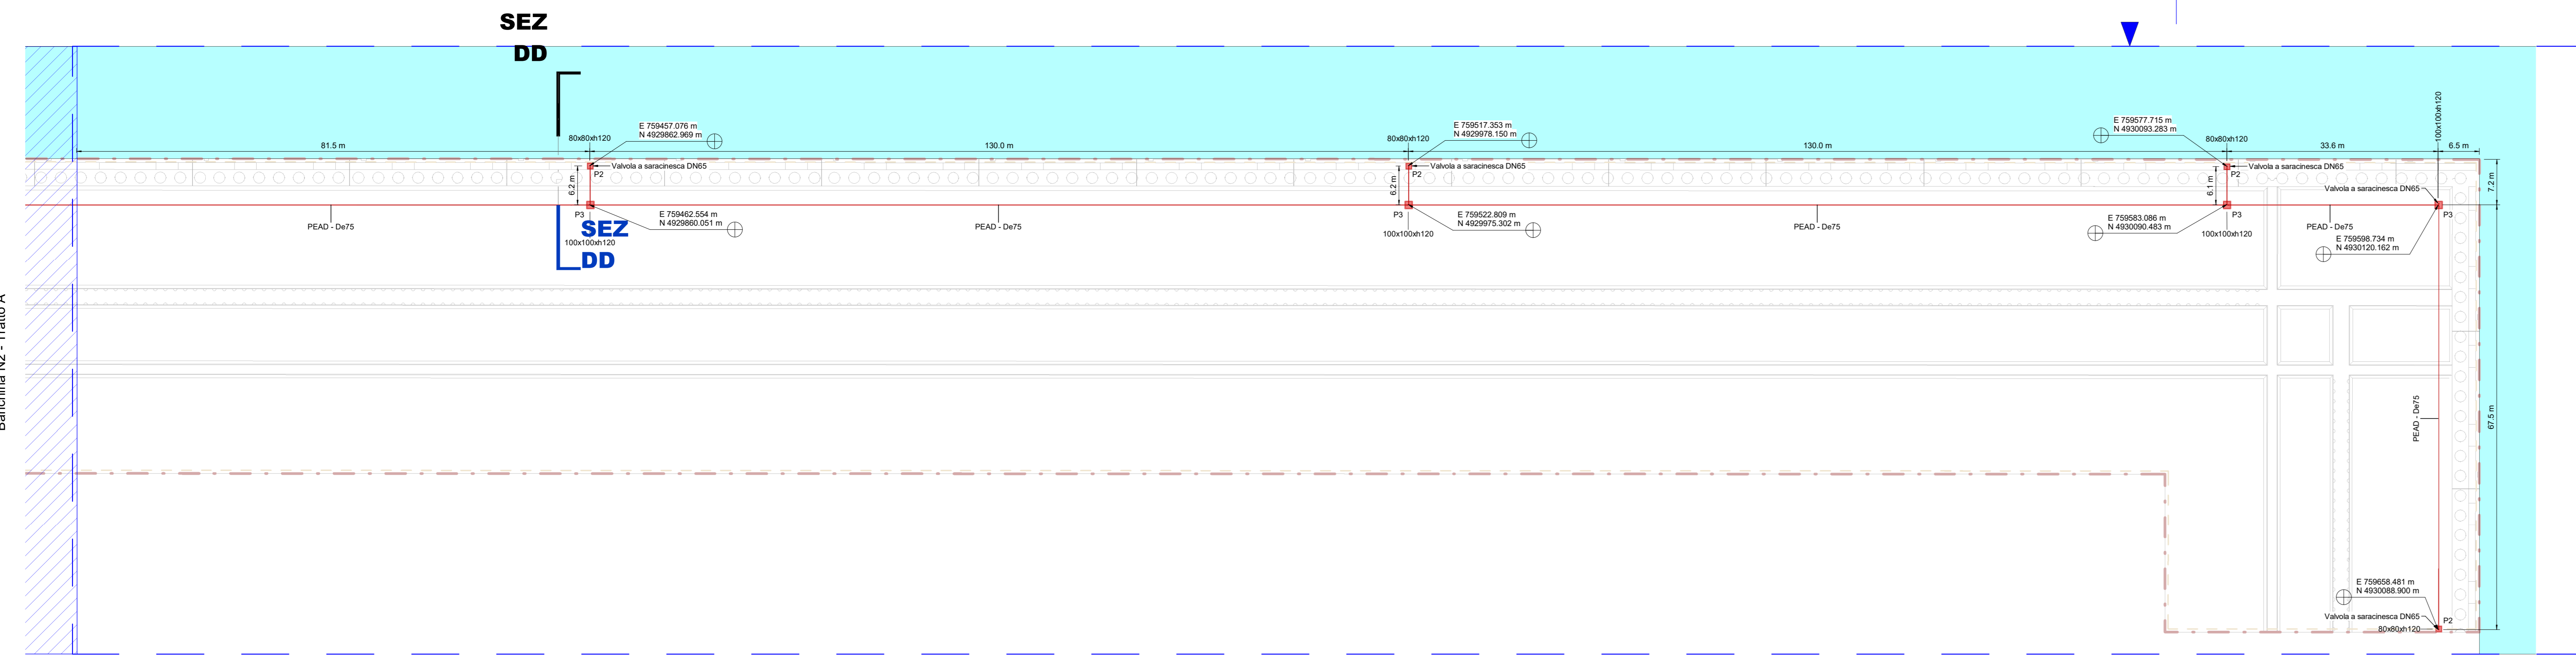 SEZ
DD
E 759457.076 m
N 4929862.969 m
80x80xh120
81.5 m
130.0 m
Valvola a saracinesca DN65
P2
6.2 m
P3
PEAD - De75
E 759462.554 m
N 4929860.051 m
SEZ
100x100xh120
DD
PEAD - De75
E 759517.353 m
N 4929978.150 m
80x80xh120
130.0 m
Valvola a saracinesca DN65
P2
6.2 m
P3
100x100xh120
E 759522.809 m
N 4929975.302 m
PEAD - De75
E 759577.715 m
N 4930093.283 m
80x80xh120
33.6 m
Valvola a saracinesca DN65
P2
6.1 m
P3
100x100xh120
E 759583.086 m
N 4930090.483 m
PEAD - De75
100x100xh120
6.5 m
7.2 m
Valvola a saracinesca DN65
P3
E 759598.734 m
N 4930120.162 m
PEAD - De75
67.5 m
E 759658.481 m
N 4930088.900 m
Valvola a saracinesca DN65
P2
80x80xh120